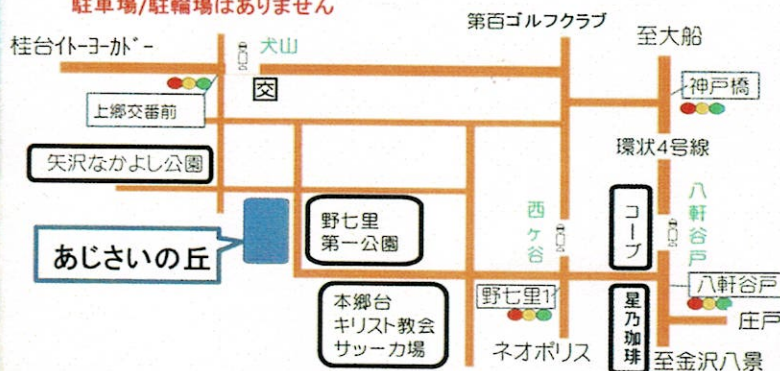 駐車場/駐輪場はありません
第百ゴルフクラブ
桂台イトーヨーカドー
犬山
至大船
交
神戸橋
上郷交番前
環状4号線
矢沢なかよし公園
野七里
第一公園
西ケ谷
コープ
八軒谷戸
あじさいの丘
本郷台
キリスト教会
サッーカ場
野七里1
星乃珈琲
八軒谷戸
庄戸
ネオポリス
至金沢八景